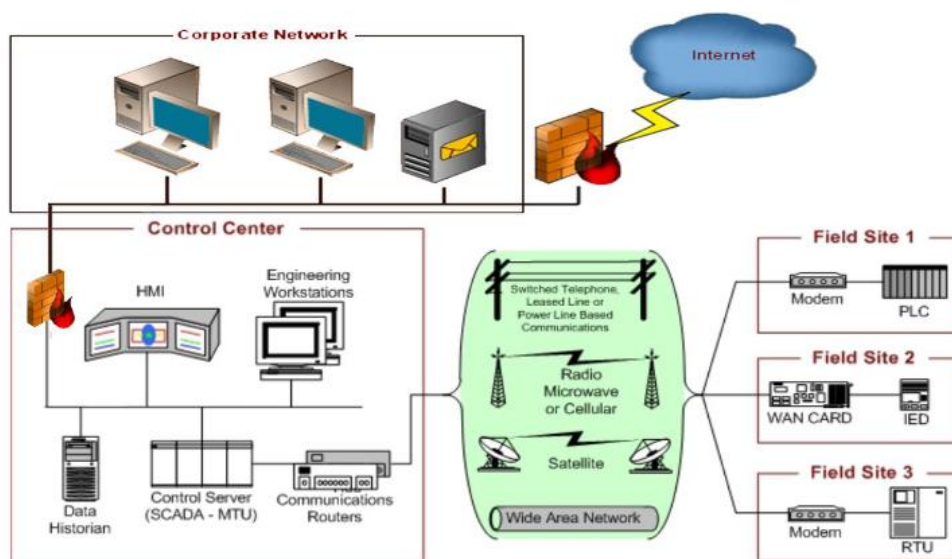 Corporate Network
Internet
Control Center
HMI
Engineering
Workstations
Data
Historian
Control Server
(SCADA - MTU)
Communications
Routers
Switched Telephone,
Leased Line or
Power Line Based
Communications
Radio
Microwave
or Cellular
Satellite
Wide Area Network
Field Site 1
Modem
PLC
Field Site 2
WAN CARD
IED
Field Site 3
Modem
RTU